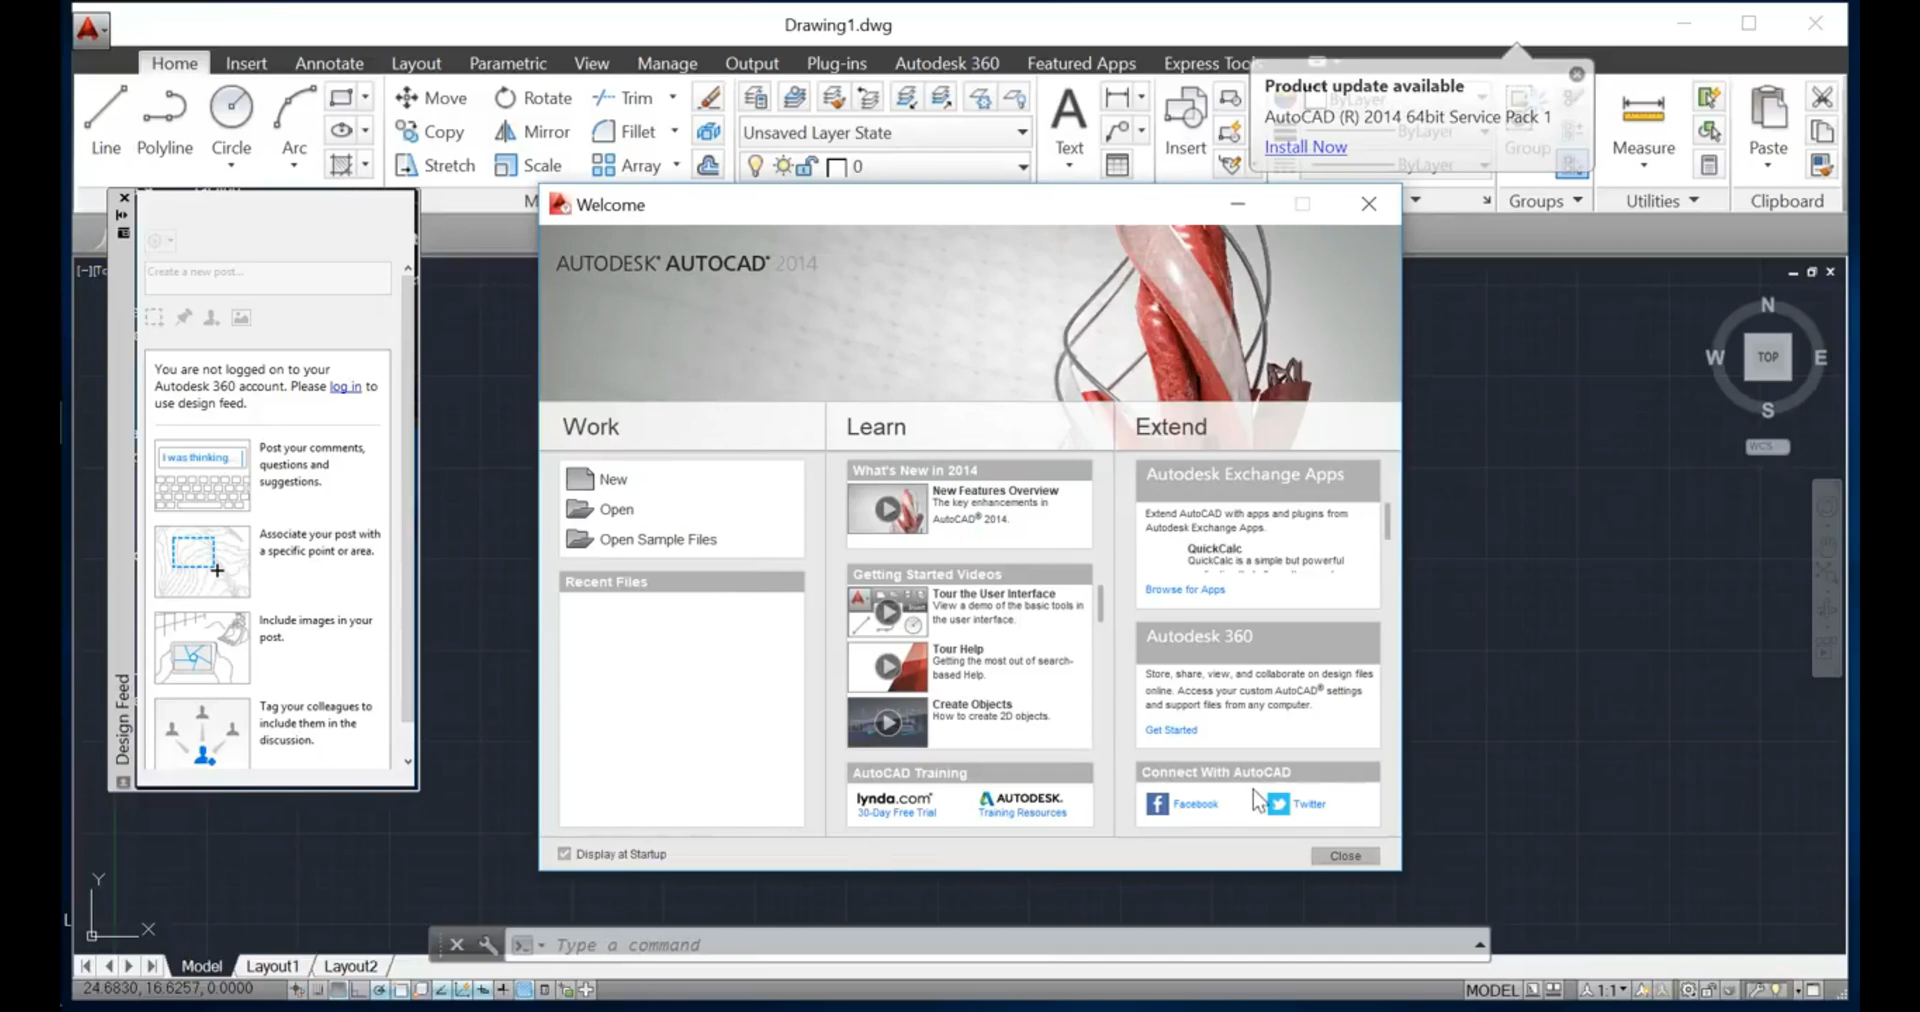 Drawing1.dwg
Home Insert Annotate Layout Parametric View Manage Output Plug-ins Autodesk 360 Featured Apps Express Tools
Product update available
AutoCAD (R) 2014 64bit Service Pack 1
Install Now
Line Polyline Circle Arc
Move Rotate Trim
Copy Mirror Fillet
Stretch Scale Array
Unsaved Layer State
0
Text
Insert
ByLayer
ByLayer
ByLayer
Group
Measure
Paste
Groups Utilities Clipboard
Create a new post...
You are not logged on to your
Autodesk 360 account. Please log in to
use design feed.
I was thinking...
Post your comments,
questions and
suggestions.
Associate your post with
a specific point or area.
Include images in your
post.
Tag your colleagues to
include them in the
discussion.
Design Feed
Welcome
AUTODESK® AUTOCAD® 2014
Work
New
Open
Open Sample Files
Recent Files
Learn
What's New in 2014
New Features Overview
The key enhancements in
AutoCAD® 2014.
Getting Started Videos
Tour the User Interface
View a demo of the basic tools in
the user interface.
Tour Help
Getting the most out of search-
based Help.
Create Objects
How to create 2D objects.
AutoCAD Training
lynda.com®
30-Day Free Trial
AUTODESK.
Training Resources
Extend
Autodesk Exchange Apps
Extend AutoCAD with apps and plugins from
Autodesk Exchange Apps.
QuickCalc
QuickCalc is a simple but powerful
Browse for Apps
Autodesk 360
Store, share, view, and collaborate on design files
online. Access your custom AutoCAD® settings
and support files from any computer.
Get Started
Connect With AutoCAD
Facebook Twitter
Display at Startup
Close
N
W TOP E
S
WCS
Y
X
Type a command
Model Layout1 Layout2
24.6830, 16.6257, 0.0000
MODEL
1:1